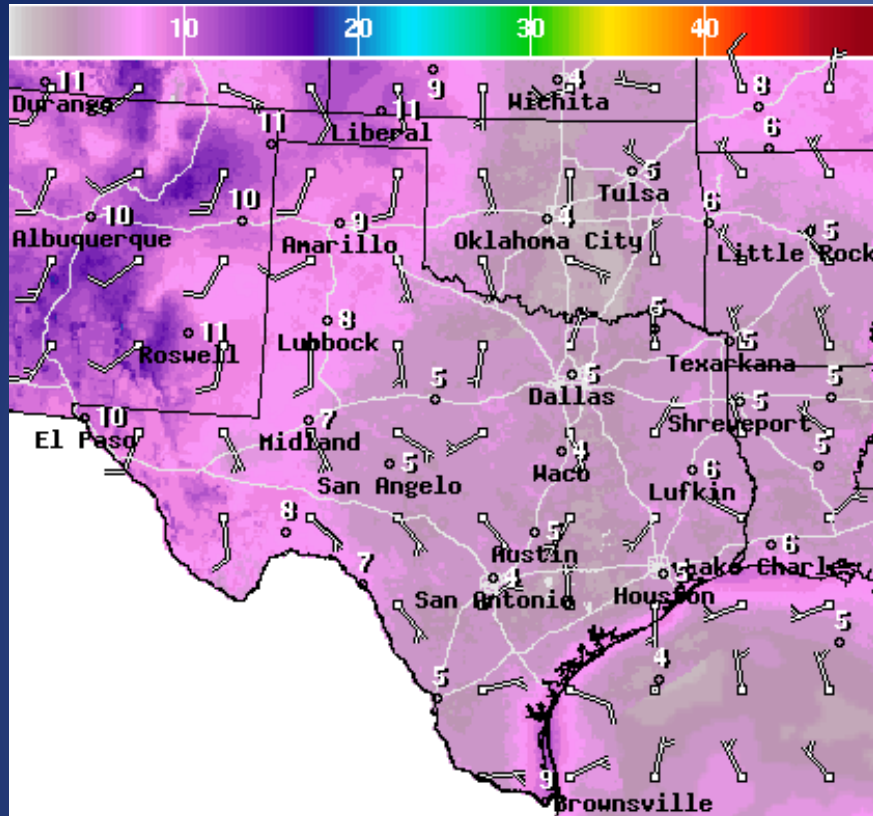 10 20 30 40
11 9 4 8
Durango Wichita
11
Liberal
11 6
5
Tulsa
10 10 9 4 6 5
Albuquerque Amarillo Oklahoma City Little Rock
8
11 6
Roswell Lubbock 5
Texarkana
5
5 Dallas 5
10 7 Shreveport
El Paso Midland
5 4 6 5
San Angelo Waco Lufkin
8 5 6
Austin
7 4 5 Lake Charles
San Antonio Houston
5
4
5
9
Brownsville